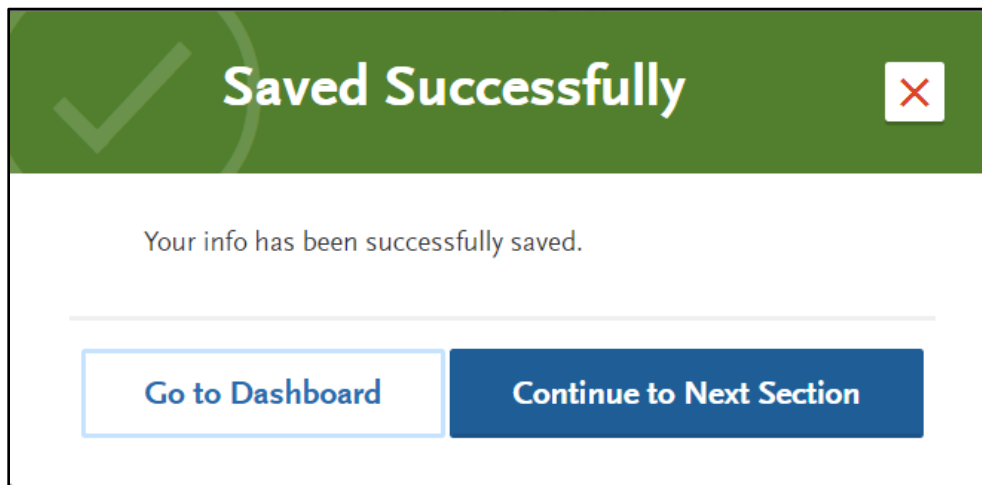 Saved Successfully
Your info has been successfully saved.
Go to Dashboard
Continue to Next Section